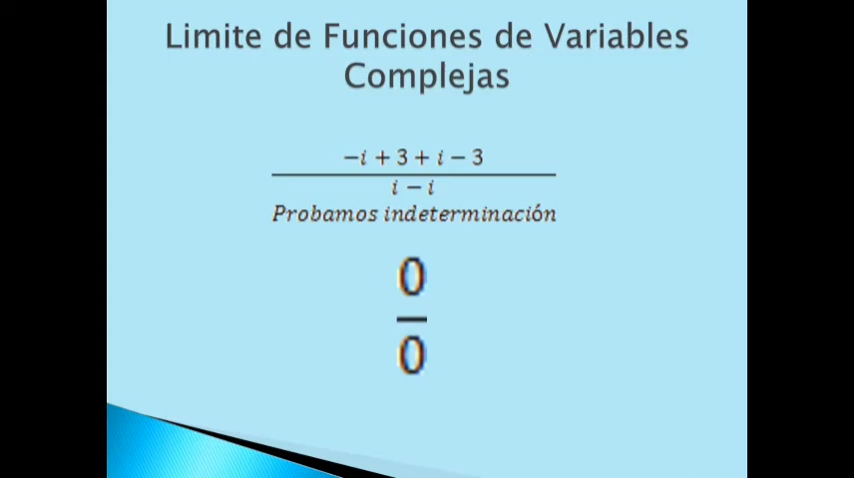 Limite de Funciones de Variables
Complejas
−i + 3 + i − 3
i − i
Probamos indeterminación
0
0